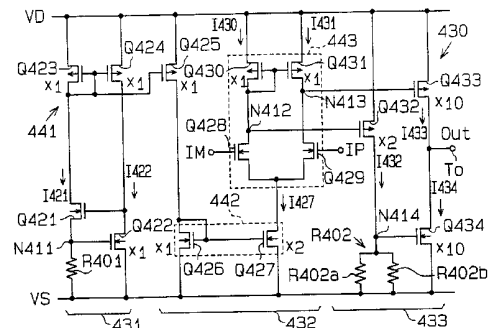 VD
Q423
X1
Q424
X1
Q425
X1
I430
I431
443
430
Q430
X1
Q431
X1
Q433
X10
441
N412
N413
Q432
X2
I433
Out
To
Q428
IM
IP
Q429
I432
I421
I422
442
I427
I434
Q421
Q422
X1
N414
Q434
X10
N411
R401
X1
Q426
Q427
X2
R402
R402a
R402b
VS
431
432
433